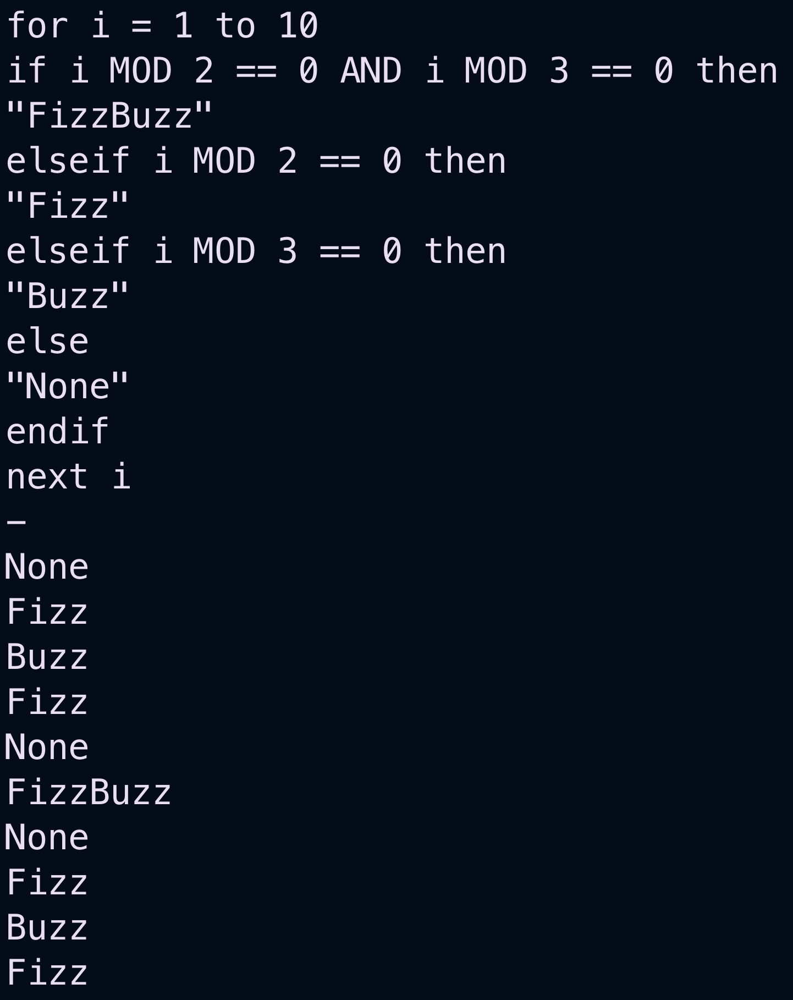 for i = 1 to 10
if i MOD 2 == 0 AND i MOD 3 == 0 then
"FizzBuzz"
elseif i MOD 2 == 0 then
"Fizz"
elseif i MOD 3 == 0 then
"Buzz"
else
"None"
endif
next i
–
None
Fizz
Buzz
Fizz
None
FizzBuzz
None
Fizz
Buzz
Fizz